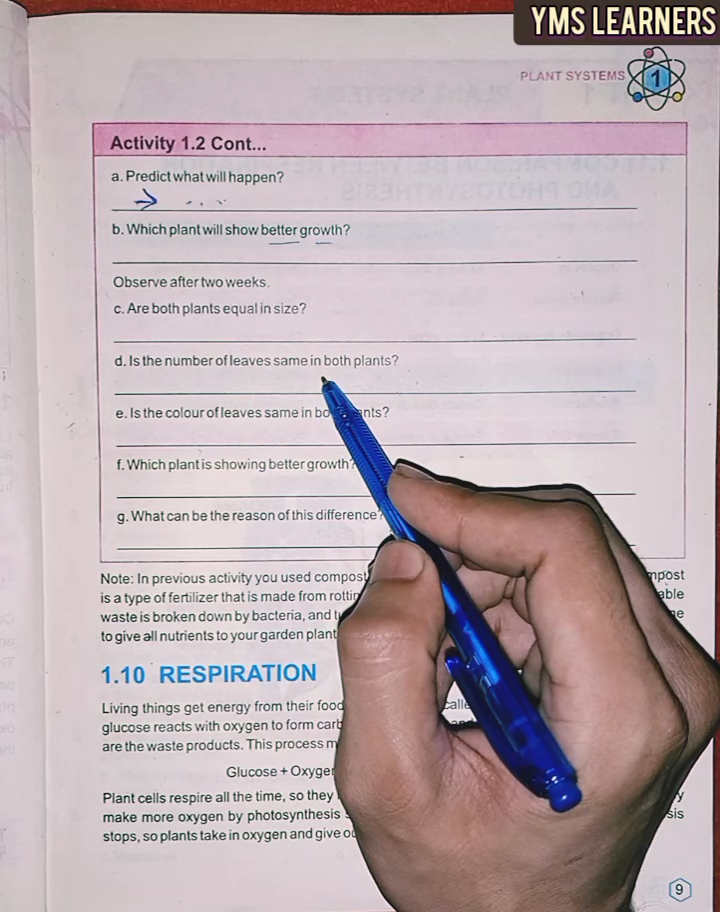 YMS LEARNERS
PLANT SYSTEMS 1
Activity 1.2 Cont...
a. Predict what will happen?
b. Which plant will show better growth?
Observe after two weeks.
c. Are both plants equal in size?
d. Is the number of leaves same in both plants?
e. Is the colour of leaves same in bo ants?
f. Which plant is showing better growth?
g. What can be the reason of this difference?
Note: In previous activity you used compost mpost
is a type of fertilizer that is made from rottin able
waste is broken down by bacteria, and
to give all nutrients to your garden plant
1.10 RESPIRATION
Living things get energy from their food calle
glucose reacts with oxygen to form carb and
are the waste products. This process m
Glucose + Oxyger
Plant cells respire all the time, so they y
make more oxygen by photosynthesis sis
stops, so plants take in oxygen and give ou
9